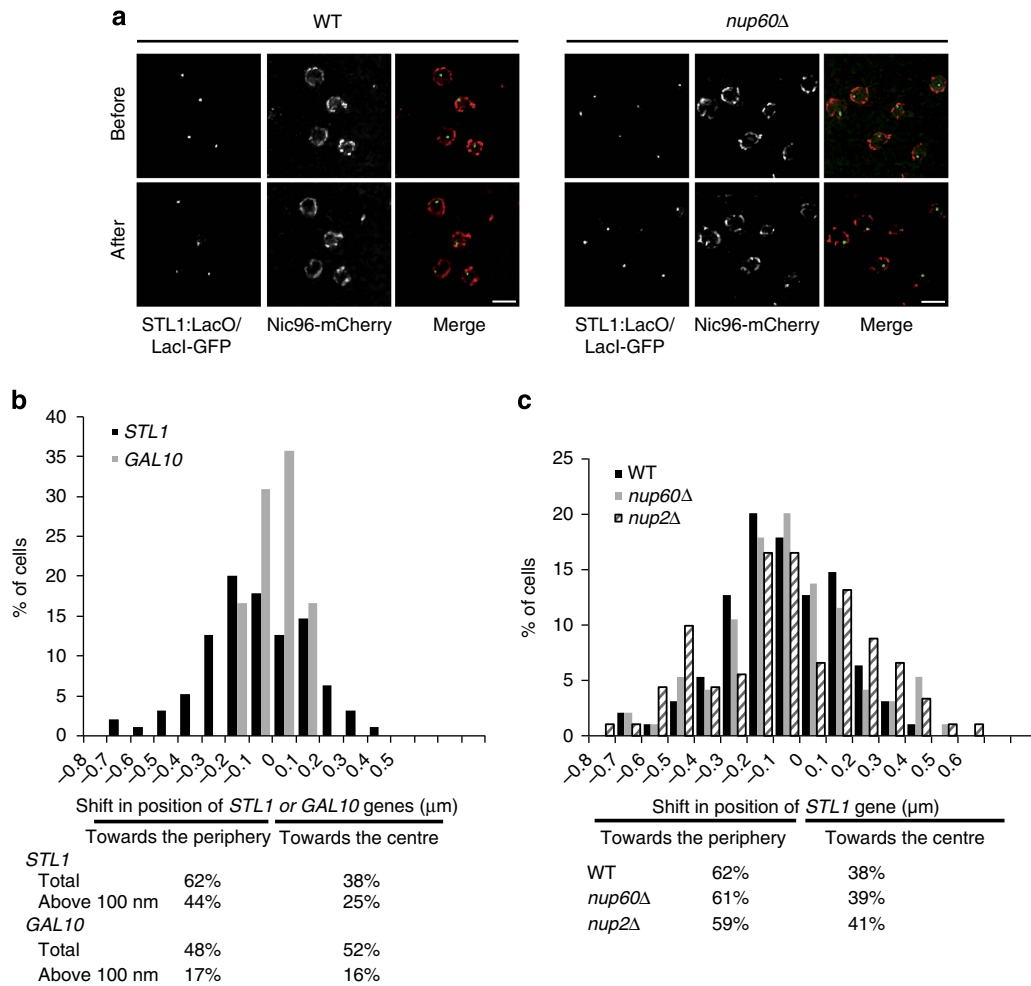 a
WT
nup60Δ
Before
After
STL1:LacO/
LacI-GFP
Nic96-mCherry
Merge
STL1:LacO/
LacI-GFP
Nic96-mCherry
Merge
b
40
35
30
25
20
15
10
5
0
% of cells
STL1
GAL10
–0.8 –0.7 –0.6 –0.5 –0.4 –0.3 –0.2 –0.1 0 0.1 0.2 0.3 0.4 0.5
Shift in position of STL1 or GAL10 genes (μm)
Towards the periphery Towards the centre
STL1
Total 62% 38%
Above 100 nm 44% 25%
GAL10
Total 48% 52%
Above 100 nm 17% 16%
c
25
20
15
10
5
0
% of cells
WT
nup60Δ
nup2Δ
–0.8 –0.7 –0.6 –0.5 –0.4 –0.3 –0.2 –0.1 0 0.1 0.2 0.3 0.4 0.5 0.6
Shift in position of STL1 gene (μm)
Towards the periphery Towards the centre
WT 62% 38%
nup60Δ 61% 39%
nup2Δ 59% 41%